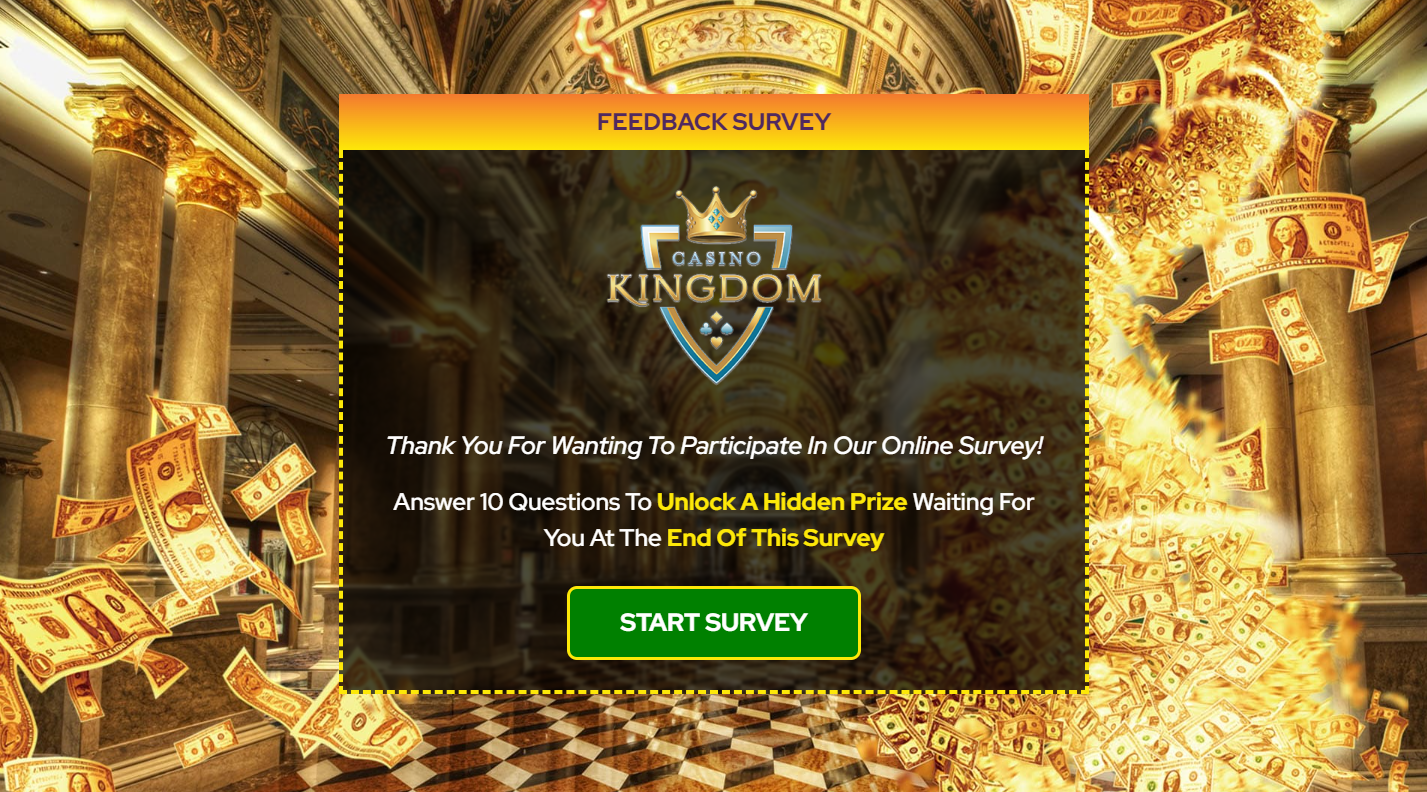 FEEDBACK SURVEY
CASINO
KINGDOM
Thank You For Wanting To Participate In Our Online Survey!
Answer 10 Questions To Unlock A Hidden Prize Waiting For
You At The End Of This Survey
START SURVEY